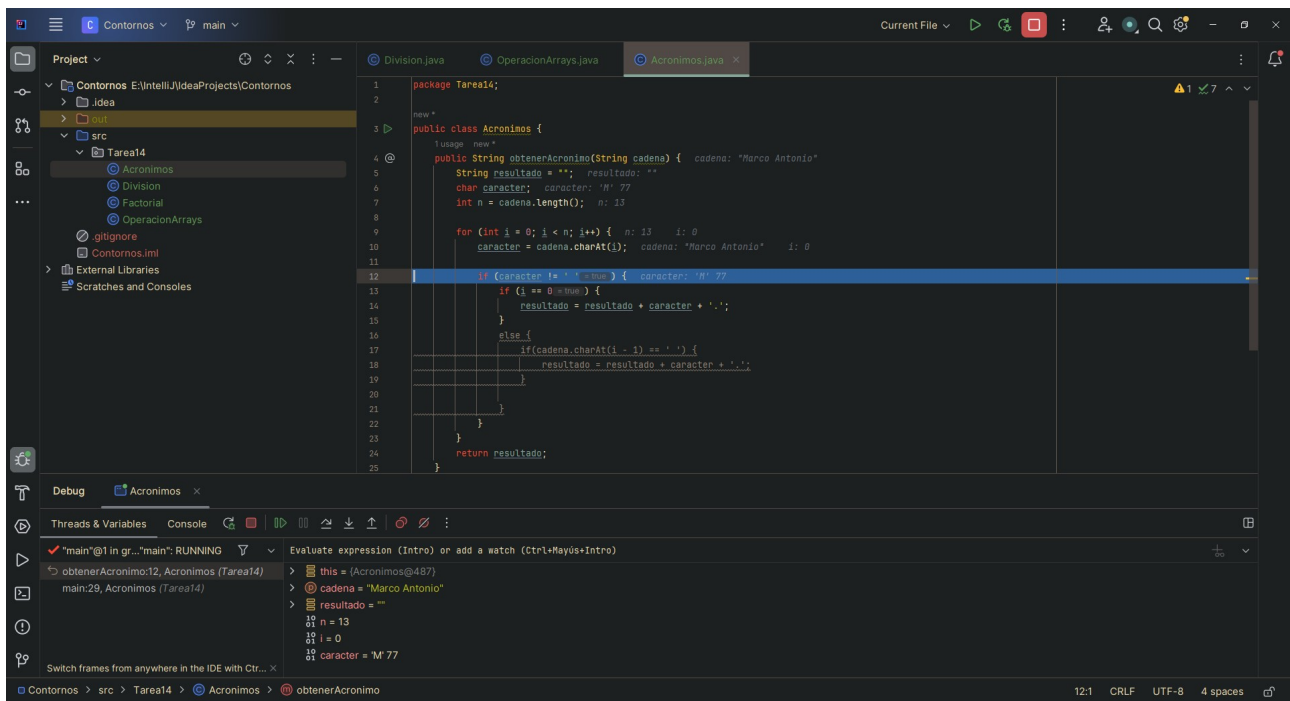 C Contornos main Current File
Project
Contornos E:\IntelliJ\IdeaProjects\Contornos
.idea
out
src
Tarea14
Acronimos
Division
Factorial
OperacionArrays
.gitignore
Contornos.iml
External Libraries
Scratches and Consoles
Division.java OperacionArrays.java Acronimos.java
1 7
1 package Tarea14;
2
new *
3 public class Acronimos {
1 usage new *
4 public String obtenerAcronimo(String cadena) { cadena: "Marco Antonio"
5 String resultado = ""; resultado: ""
6 char caracter; caracter: 'M' 77
7 int n = cadena.length(); n: 13
8
9 for (int i = 0; i < n; i++) { n: 13 i: 0
10 caracter = cadena.charAt(i); cadena: "Marco Antonio" i: 0
11
12 if (caracter != ' ' = true ) { caracter: 'M' 77
13 if (i == 0 = true ) {
14 resultado = resultado + caracter + '.';
15 }
16 else {
17 if(cadena.charAt(i - 1) == ' ') {
18 resultado = resultado + caracter + '.';
19 }
20
21 }
22 }
23 }
24 return resultado;
25 }
Debug Acronimos
Threads & Variables Console
"main"@1 in gr..."main": RUNNING
obtenerAcronimo:12, Acronimos (Tarea14)
main:29, Acronimos (Tarea14)
Switch frames from anywhere in the IDE with Ctr...
Evaluate expression (Intro) or add a watch (Ctrl+Mayús+Intro)
this = {Acronimos@487}
cadena = "Marco Antonio"
resultado = ""
n = 13
i = 0
caracter = 'M' 77
Contornos > src > Tarea14 > Acronimos > obtenerAcronimo 12:1 CRLF UTF-8 4 spaces